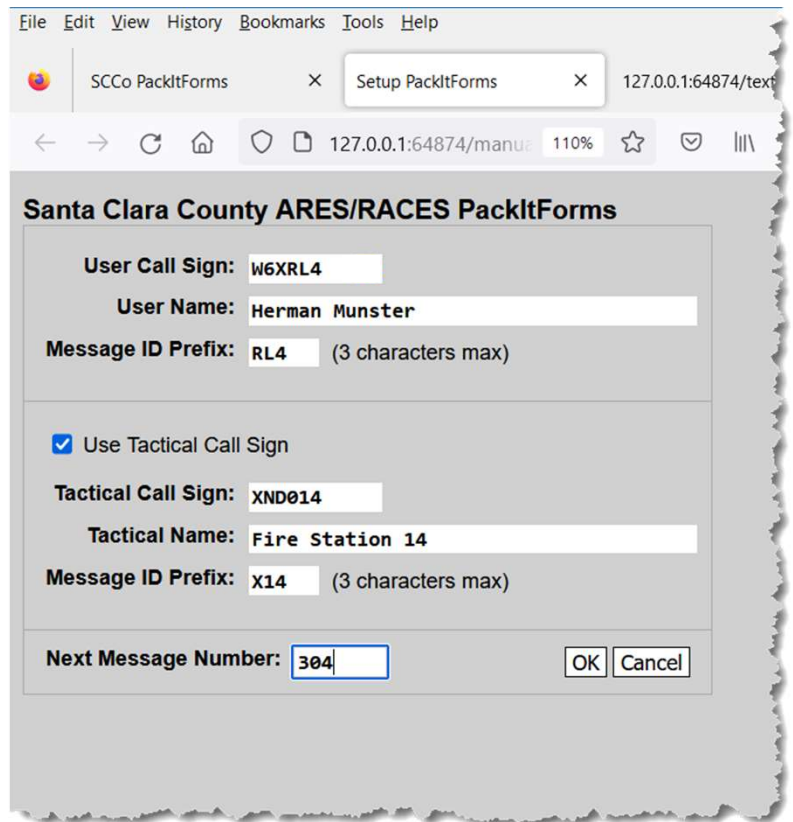 File Edit View History Bookmarks Tools Help
SCCo PackItForms × Setup PackItForms × 127.0.0.1:64874/text
127.0.0.1:64874/manua 110%
Santa Clara County ARES/RACES PackItForms
User Call Sign: W6XRL4
User Name: Herman Munster
Message ID Prefix: RL4 (3 characters max)
Use Tactical Call Sign
Tactical Call Sign: XND014
Tactical Name: Fire Station 14
Message ID Prefix: X14 (3 characters max)
Next Message Number: 304 OK Cancel